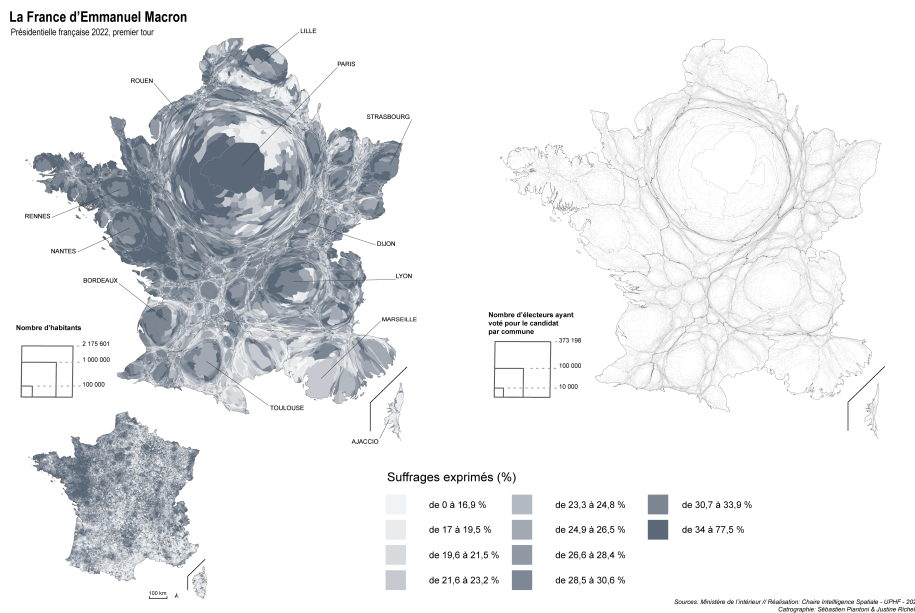 La France d'Emmanuel Macron
Présidentielle française 2022, premier tour
LILLE
PARIS
ROUEN
STRASBOURG
RENNES
NANTES
DIJON
LYON
BORDEAUX
MARSEILLE
TOULOUSE
AJACCIO
Nombre d'habitants
2 175 601
1 000 000
100 000
Nombre d'électeurs ayant
voté pour le candidat
par commune
373 198
100 000
10 000
100 km
Suffrages exprimés (%)
de 0 à 16,9 %
de 17 à 19,5 %
de 19,6 à 21,5 %
de 21,6 à 23,2 %
de 23,3 à 24,8 %
de 24,9 à 26,5 %
de 26,6 à 28,4 %
de 28,5 à 30,6 %
de 30,7 à 33,9 %
de 34 à 77,5 %
Sources: Ministère de l'intérieur // Réalisation: Chaire Intelligence Spatiale - UPHF - 202
Catrographie: Sébastien Piantoni & Justine Richel